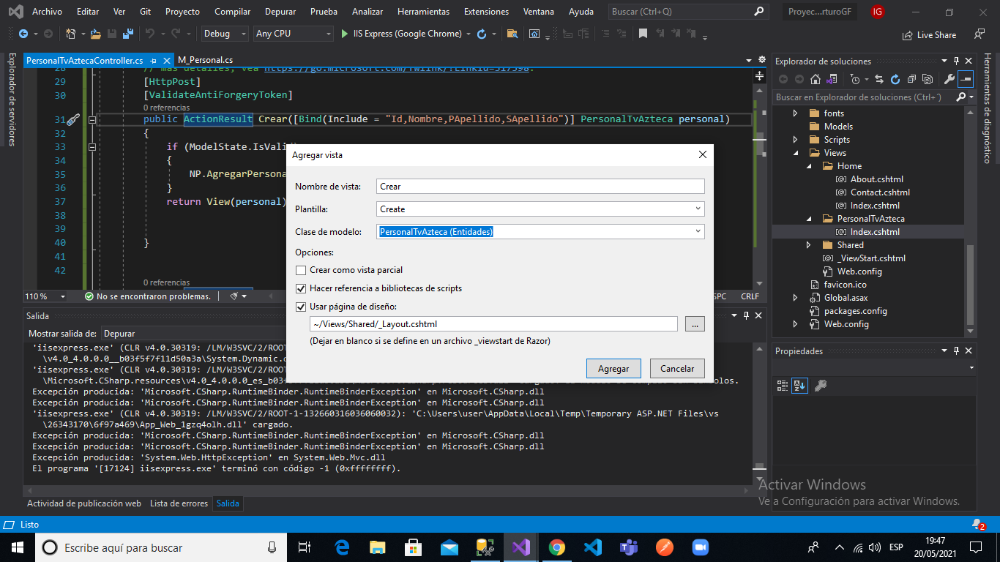 Archivo Editar Ver Git Proyecto Compilar Depurar Prueba Analizar Herramientas Extensiones Ventana Ayuda Buscar (Ctrl+Q) Proyec...rturoGF IG
Debug Any CPU IIS Express (Google Chrome) Live Share
Explorador de servidores
PersonalTvAztecaController.cs M_Personal.cs
28 // más detalles, vea https://go.microsoft.com/fwlink/?LinkId=317598.
29 [HttpPost]
30 [ValidateAntiForgeryToken]
0 referencias
31 public ActionResult Crear([Bind(Include = "Id,Nombre,PApellido,SApellido")] PersonalTvAzteca personal)
32 {
33 if (ModelState.IsValid
34 {
35 NP.AgregarPersona
36 }
37 return View(personal)
38
39
40 }
41
42
0 referencias
110 % No se encontraron problemas. SPC CRLF
Agregar vista
Nombre de vista: Crear
Plantilla: Create
Clase de modelo: PersonalTvAzteca (Entidades)
Opciones:
Crear como vista parcial
Hacer referencia a bibliotecas de scripts
Usar página de diseño:
~/Views/Shared/_Layout.cshtml ...
(Dejar en blanco si se define en un archivo _viewstart de Razor)
Agregar Cancelar
Salida
Mostrar salida de: Depurar
'iisexpress.exe' (CLR v4.0.30319: /LM/W3SVC/2/ROOT
\v4.0_4.0.0.0__b03f5f7f11d50a3a\System.Dynamic.
'iisexpress.exe' (CLR v4.0.30319: /LM/W3SVC/2/ROOT
\Microsoft.CSharp.resources\v4.0_4.0.0.0_es_b03f
Excepción producida: 'Microsoft.CSharp.RuntimeBinder.RuntimeBinderException' en Microsoft.CSharp.dll
Excepción producida: 'Microsoft.CSharp.RuntimeBinder.RuntimeBinderException' en Microsoft.CSharp.dll
'iisexpress.exe' (CLR v4.0.30319: /LM/W3SVC/2/ROOT-1-132660316036060032): 'C:\Users\user\AppData\Local\Temp\Temporary ASP.NET Files\vs
\26343170\6f97a469\App_Web_1gzq4olh.dll' cargado.
Excepción producida: 'Microsoft.CSharp.RuntimeBinder.RuntimeBinderException' en Microsoft.CSharp.dll
Excepción producida: 'Microsoft.CSharp.RuntimeBinder.RuntimeBinderException' en Microsoft.CSharp.dll
Excepción producida: 'System.Web.HttpException' en System.Web.Mvc.dll
El programa '[17124] iisexpress.exe' terminó con código -1 (0xffffffff).
Actividad de publicación web Lista de errores Salida
Explorador de soluciones
Buscar en Explorador de soluciones (Ctrl+´)
fonts
Models
Scripts
Views
Home
About.cshtml
Contact.cshtml
Index.cshtml
PersonalTvAzteca
Index.cshtml
Shared
_ViewStart.cshtml
Web.config
favicon.ico
Global.asax
packages.config
Web.config
Propiedades
Herramientas de diagnóstico
Activar Windows
Ve a Configuración para activar Windows.
Listo 2
Escribe aquí para buscar ESP 19:47
20/05/2021